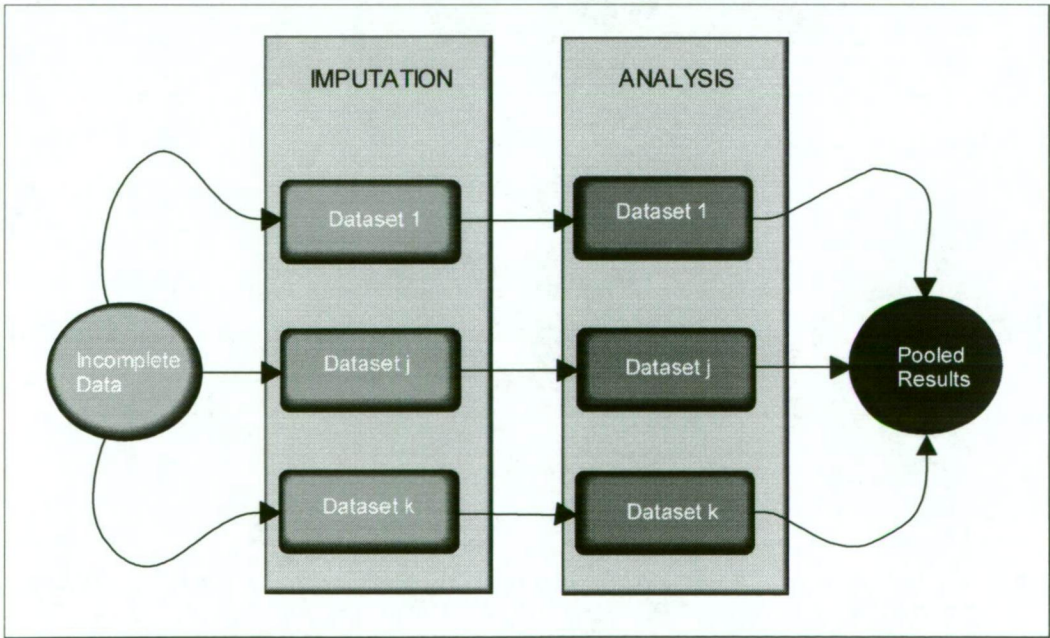 IMPUTATION
ANALYSIS
Dataset 1
Dataset 1
Incomplete
Data
Dataset j
Dataset j
Pooled
Results
Dataset k
Dataset k